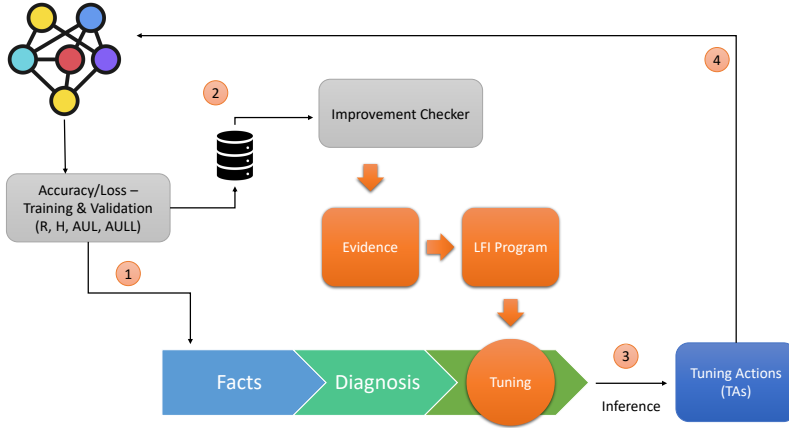 4
2
Improvement Checker
Accuracy/Loss –
Training & Validation
(R, H, AUL, AULL)
Evidence
LFI Program
1
Facts
Diagnosis
Tuning
3
Inference
Tuning Actions
(TAs)